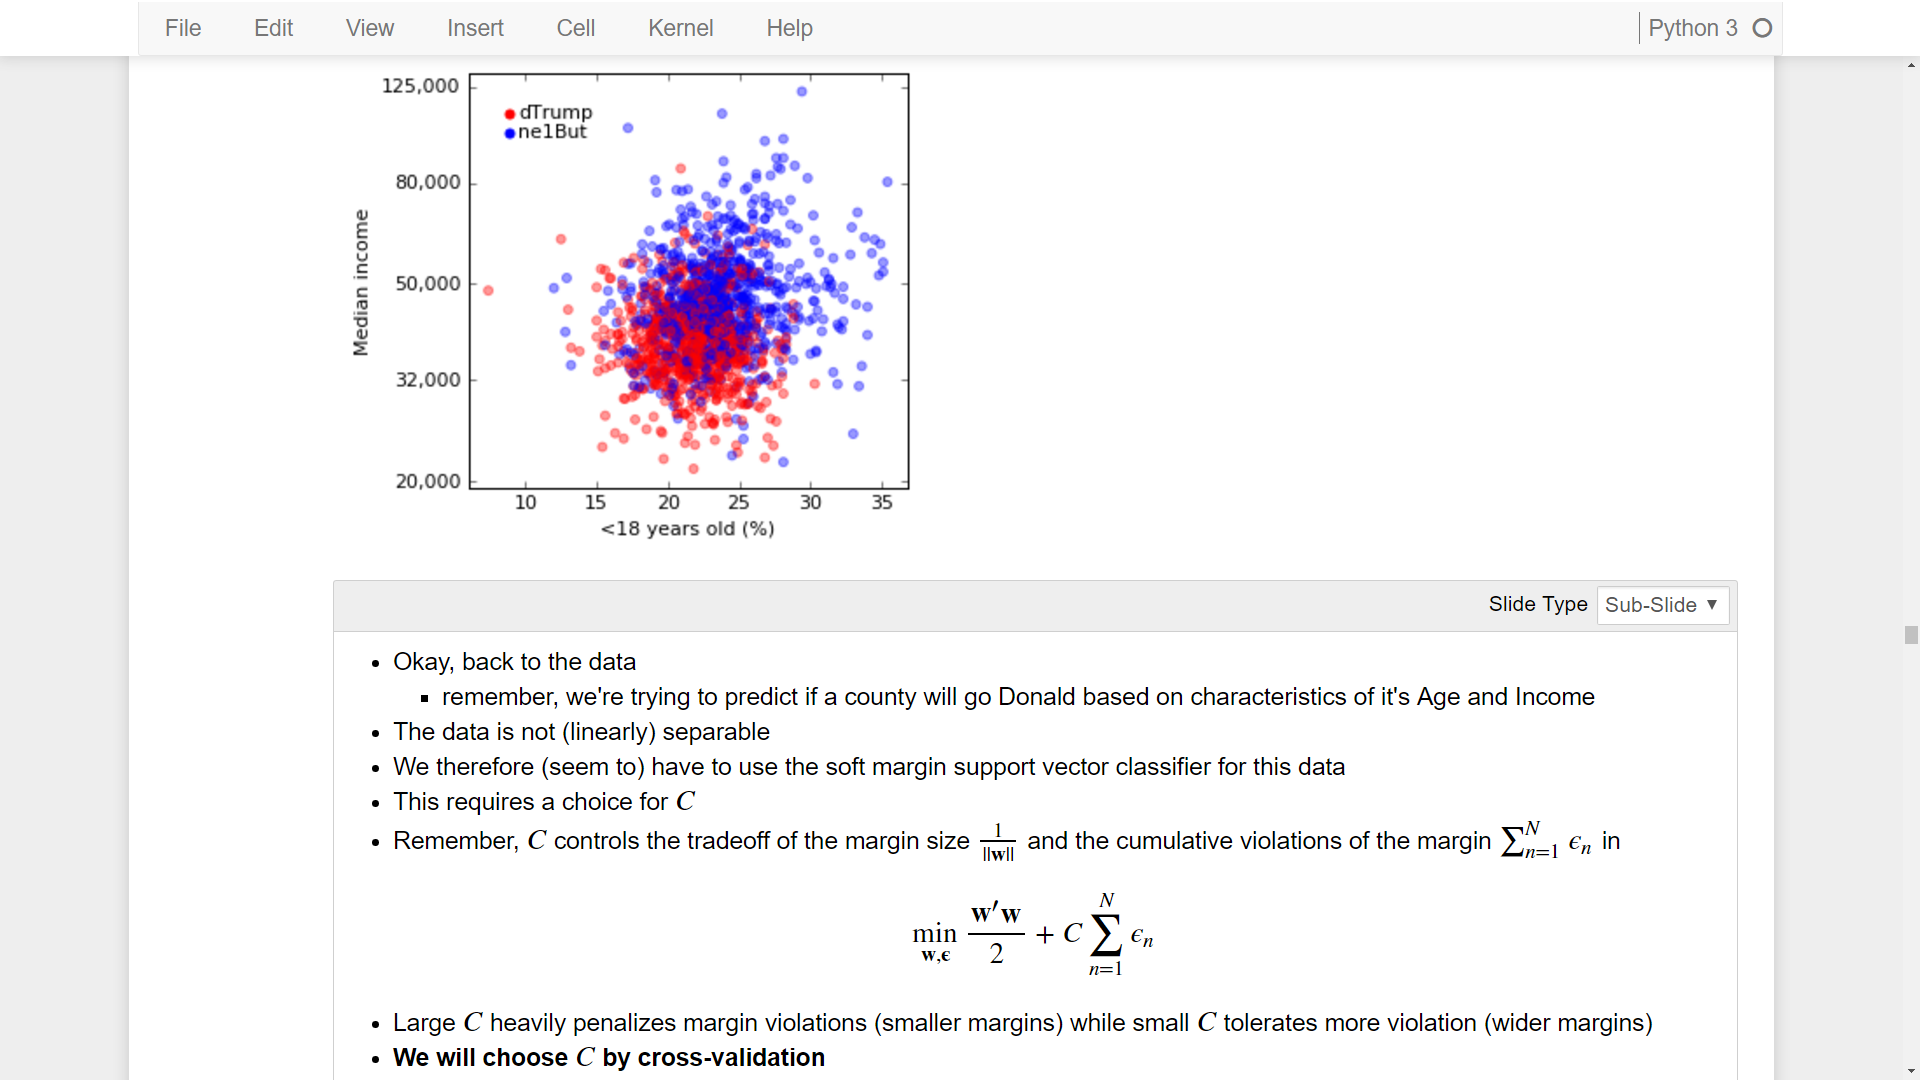 File Edit View Insert Cell Kernel Help Python 3
125,000
dTrump
ne1But
80,000
50,000
32,000
20,000
Median income
10 15 20 25 30 35
<18 years old (%)
Slide Type Sub-Slide ▼
• Okay, back to the data
▪ remember, we're trying to predict if a county will go Donald based on characteristics of it's Age and Income
• The data is not (linearly) separable
• We therefore (seem to) have to use the soft margin support vector classifier for this data
• This requires a choice for C
• Remember, C controls the tradeoff of the margin size 1/||w|| and the cumulative violations of the margin ∑_{n=1}^{N} ϵ_n in
min_{w,ϵ} w′w/2 + C ∑_{n=1}^{N} ϵ_n
• Large C heavily penalizes margin violations (smaller margins) while small C tolerates more violation (wider margins)
• We will choose C by cross-validation